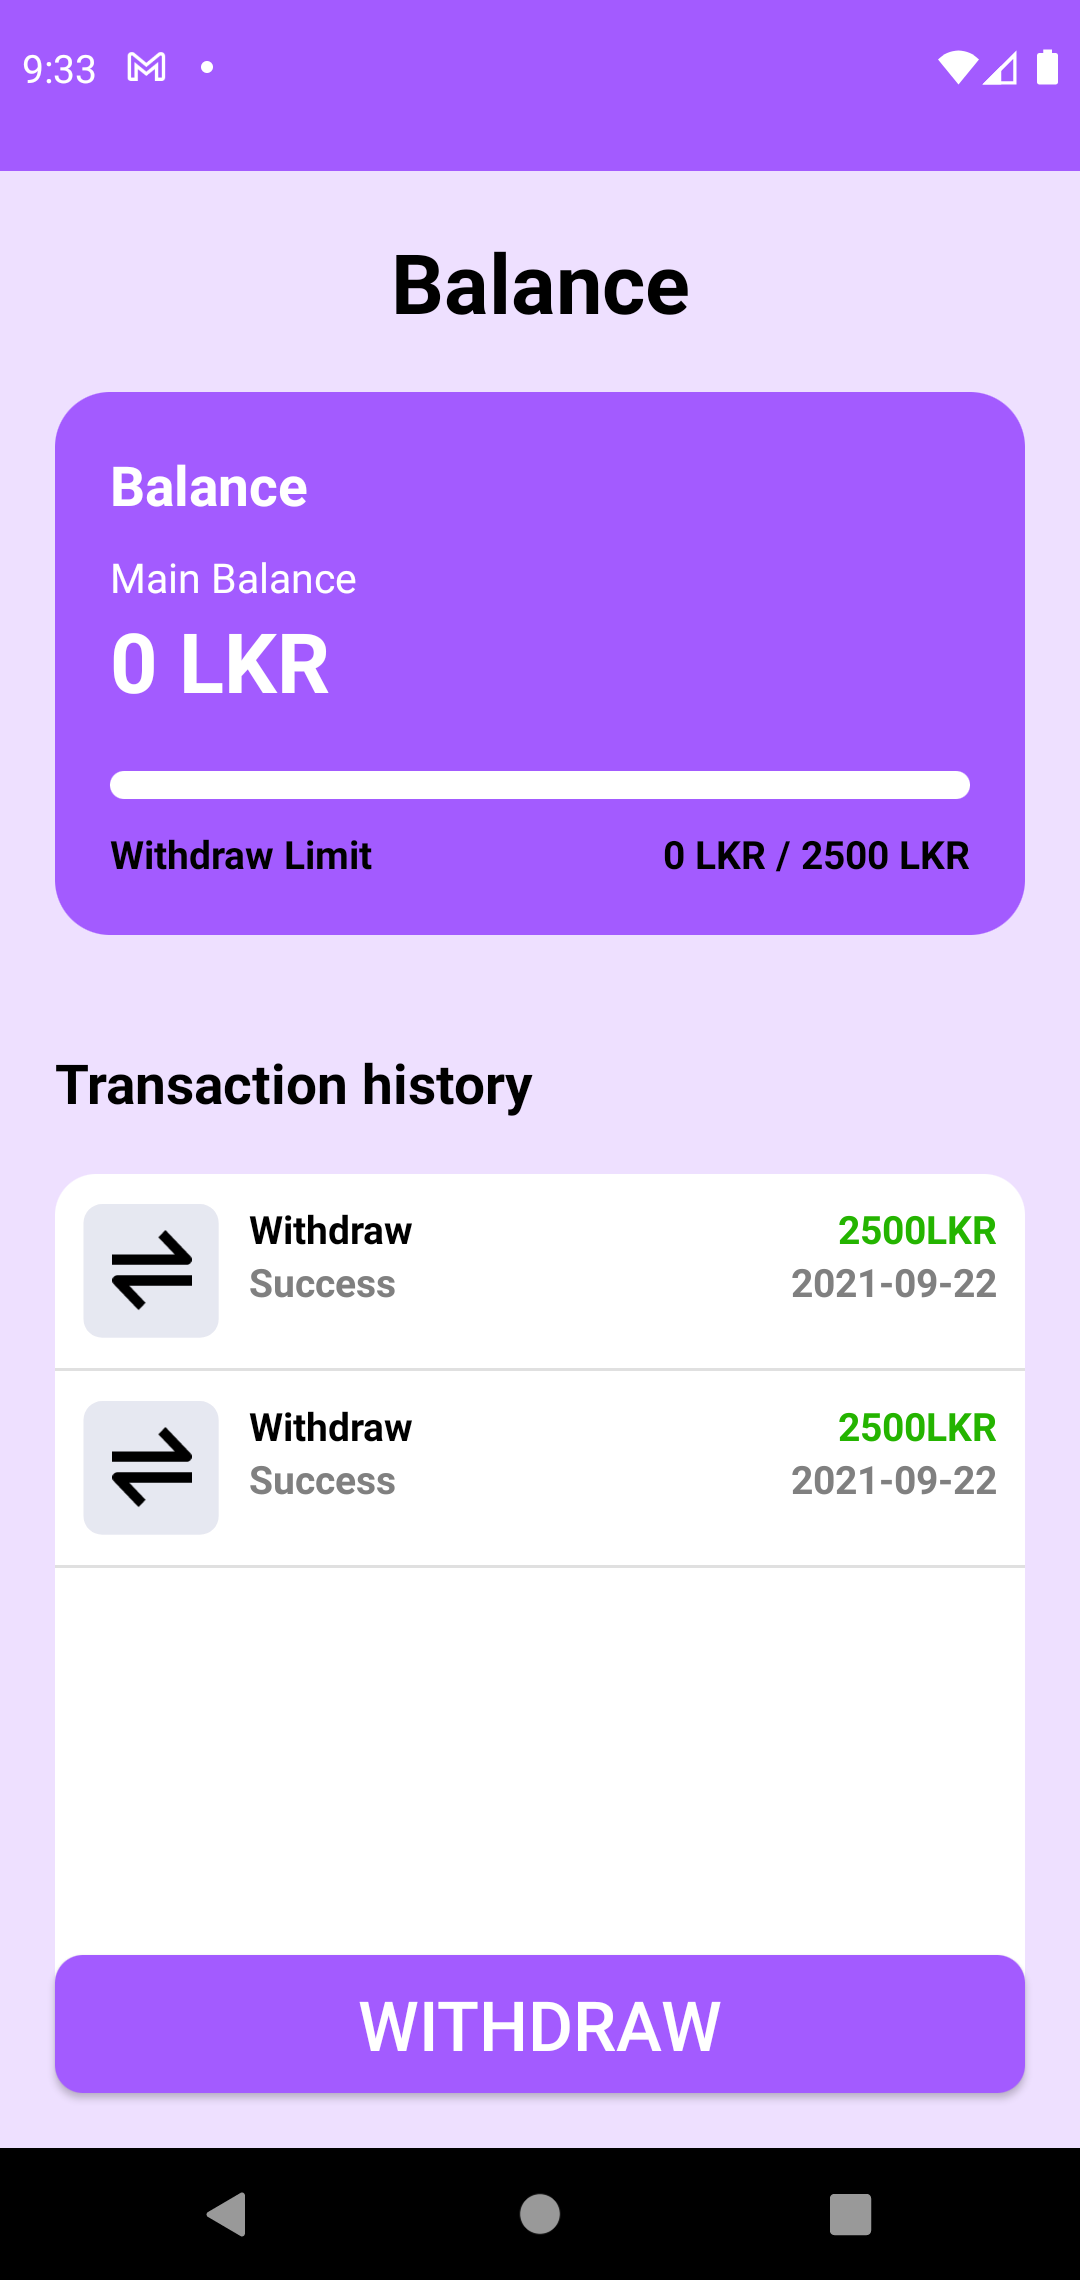 9:33
Balance
Balance
Main Balance
0 LKR
Withdraw Limit 0 LKR / 2500 LKR
Transaction history
Withdraw 2500LKR
Success 2021-09-22
Withdraw 2500LKR
Success 2021-09-22
WITHDRAW